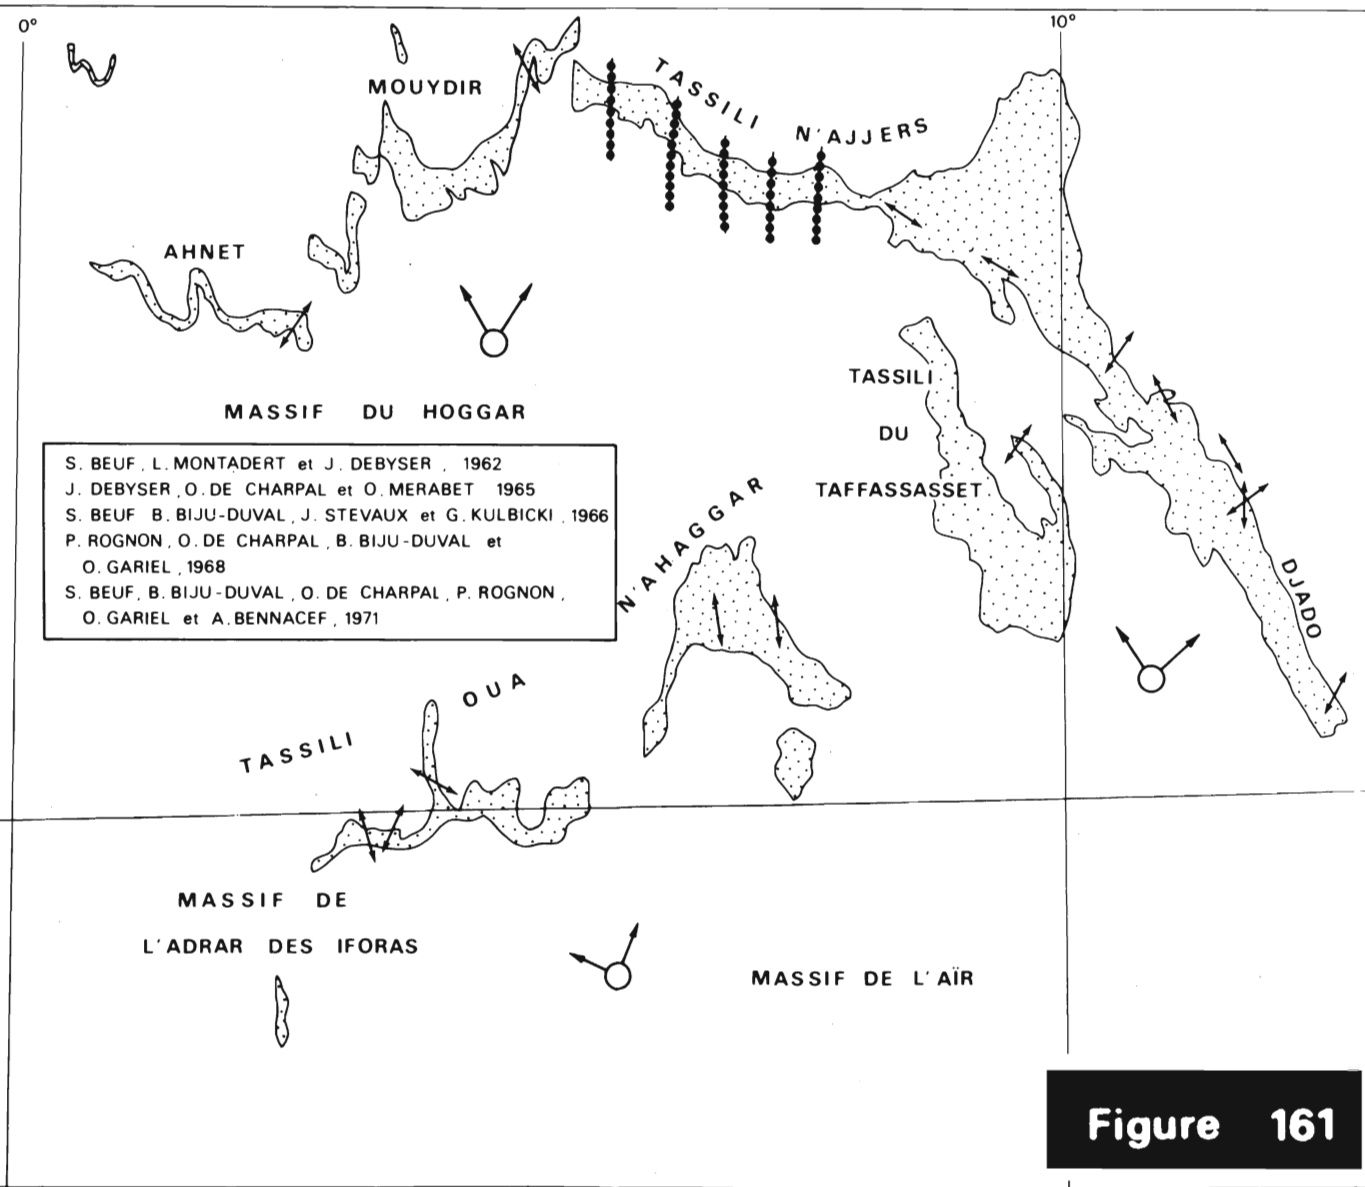 0° 10°
MOUYDIR
TASSILI N'AJJERS
AHNET
TASSILI
DU
TAFFASSASSET.
MASSIF DU HOGGAR
S. BEUF, L. MONTADERT et J. DEBYSER, 1962
J. DEBYSER, O. DE CHARPAL et O. MERABET 1965
S. BEUF B. BIJU-DUVAL, J. STEVAUX et G. KULBICKI, 1966
P. ROGNON, O. DE CHARPAL, B. BIJU-DUVAL et
O. GARIEL, 1968
S. BEUF, B. BIJU-DUVAL, O. DE CHARPAL, P. ROGNON,
O. GARIEL et A. BENNACEF, 1971
DJADO
TASSILI OUA N'AHAGGAR
MASSIF DE
L'ADRAR DES IFORAS
MASSIF DE L'AÏR
Figure 161